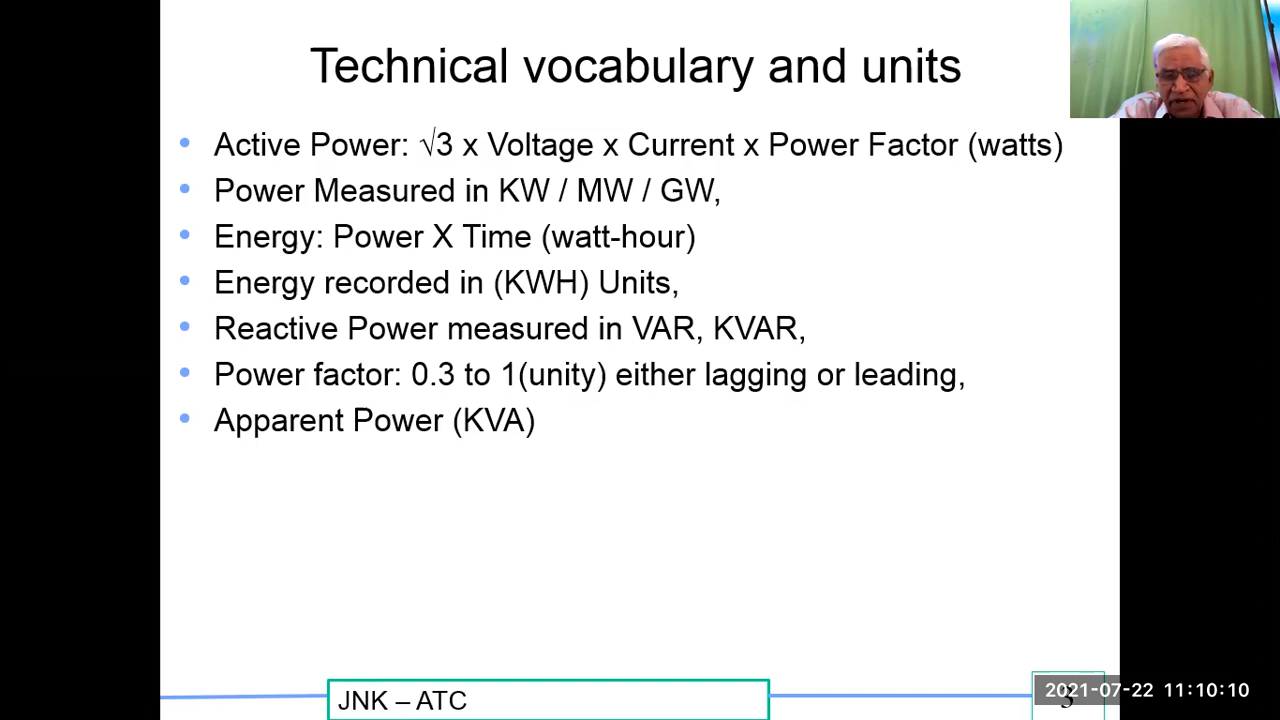 Technical vocabulary and units
• Active Power: √3 x Voltage x Current x Power Factor (watts)
• Power Measured in KW / MW / GW,
• Energy: Power X Time (watt-hour)
• Energy recorded in (KWH) Units,
• Reactive Power measured in VAR, KVAR,
• Power factor: 0.3 to 1(unity) either lagging or leading,
• Apparent Power (KVA)
JNK – ATC
2021-07-22 11:10:10